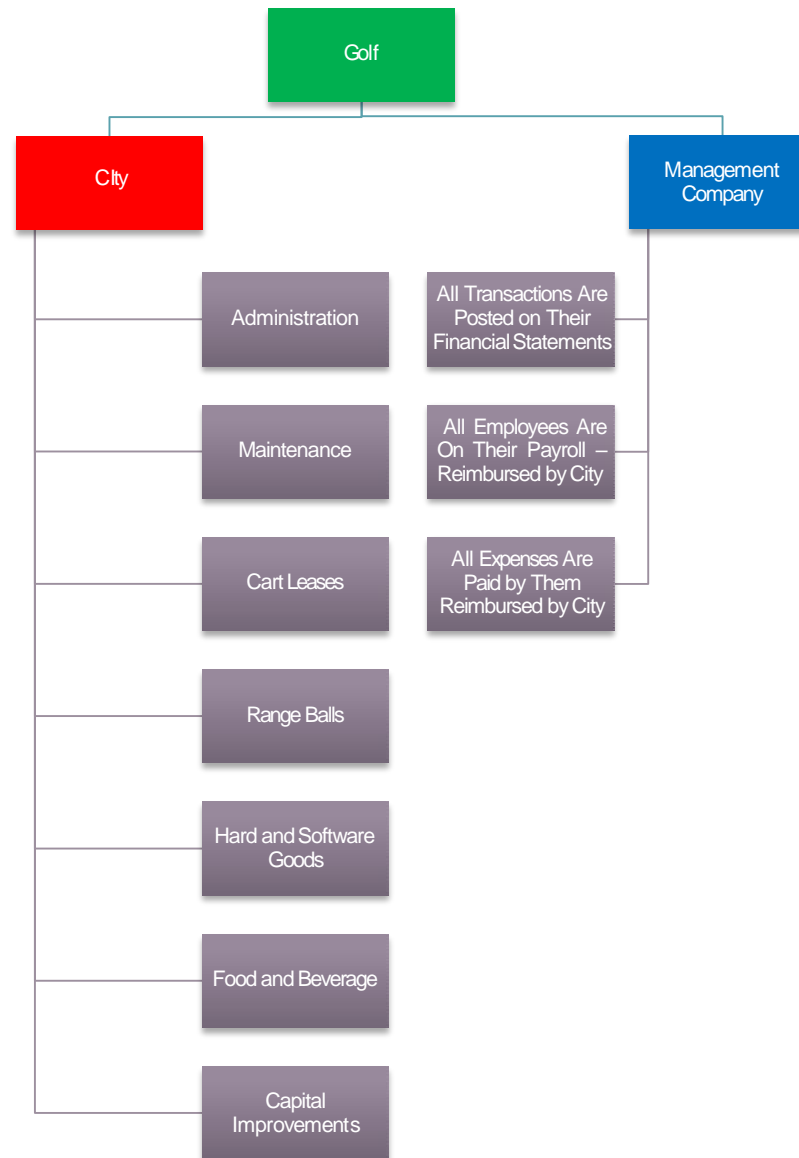 Golf
CIty
Management
Company
Administration
All Transactions Are
Posted on Their
Financial Statements
Maintenance
All Employees Are
On Their Payroll –
Reimbursed by City
Cart Leases
All Expenses Are
Paid by Them
Reimbursed by City
Range Balls
Hard and Software
Goods
Food and Beverage
Capital
Improvements